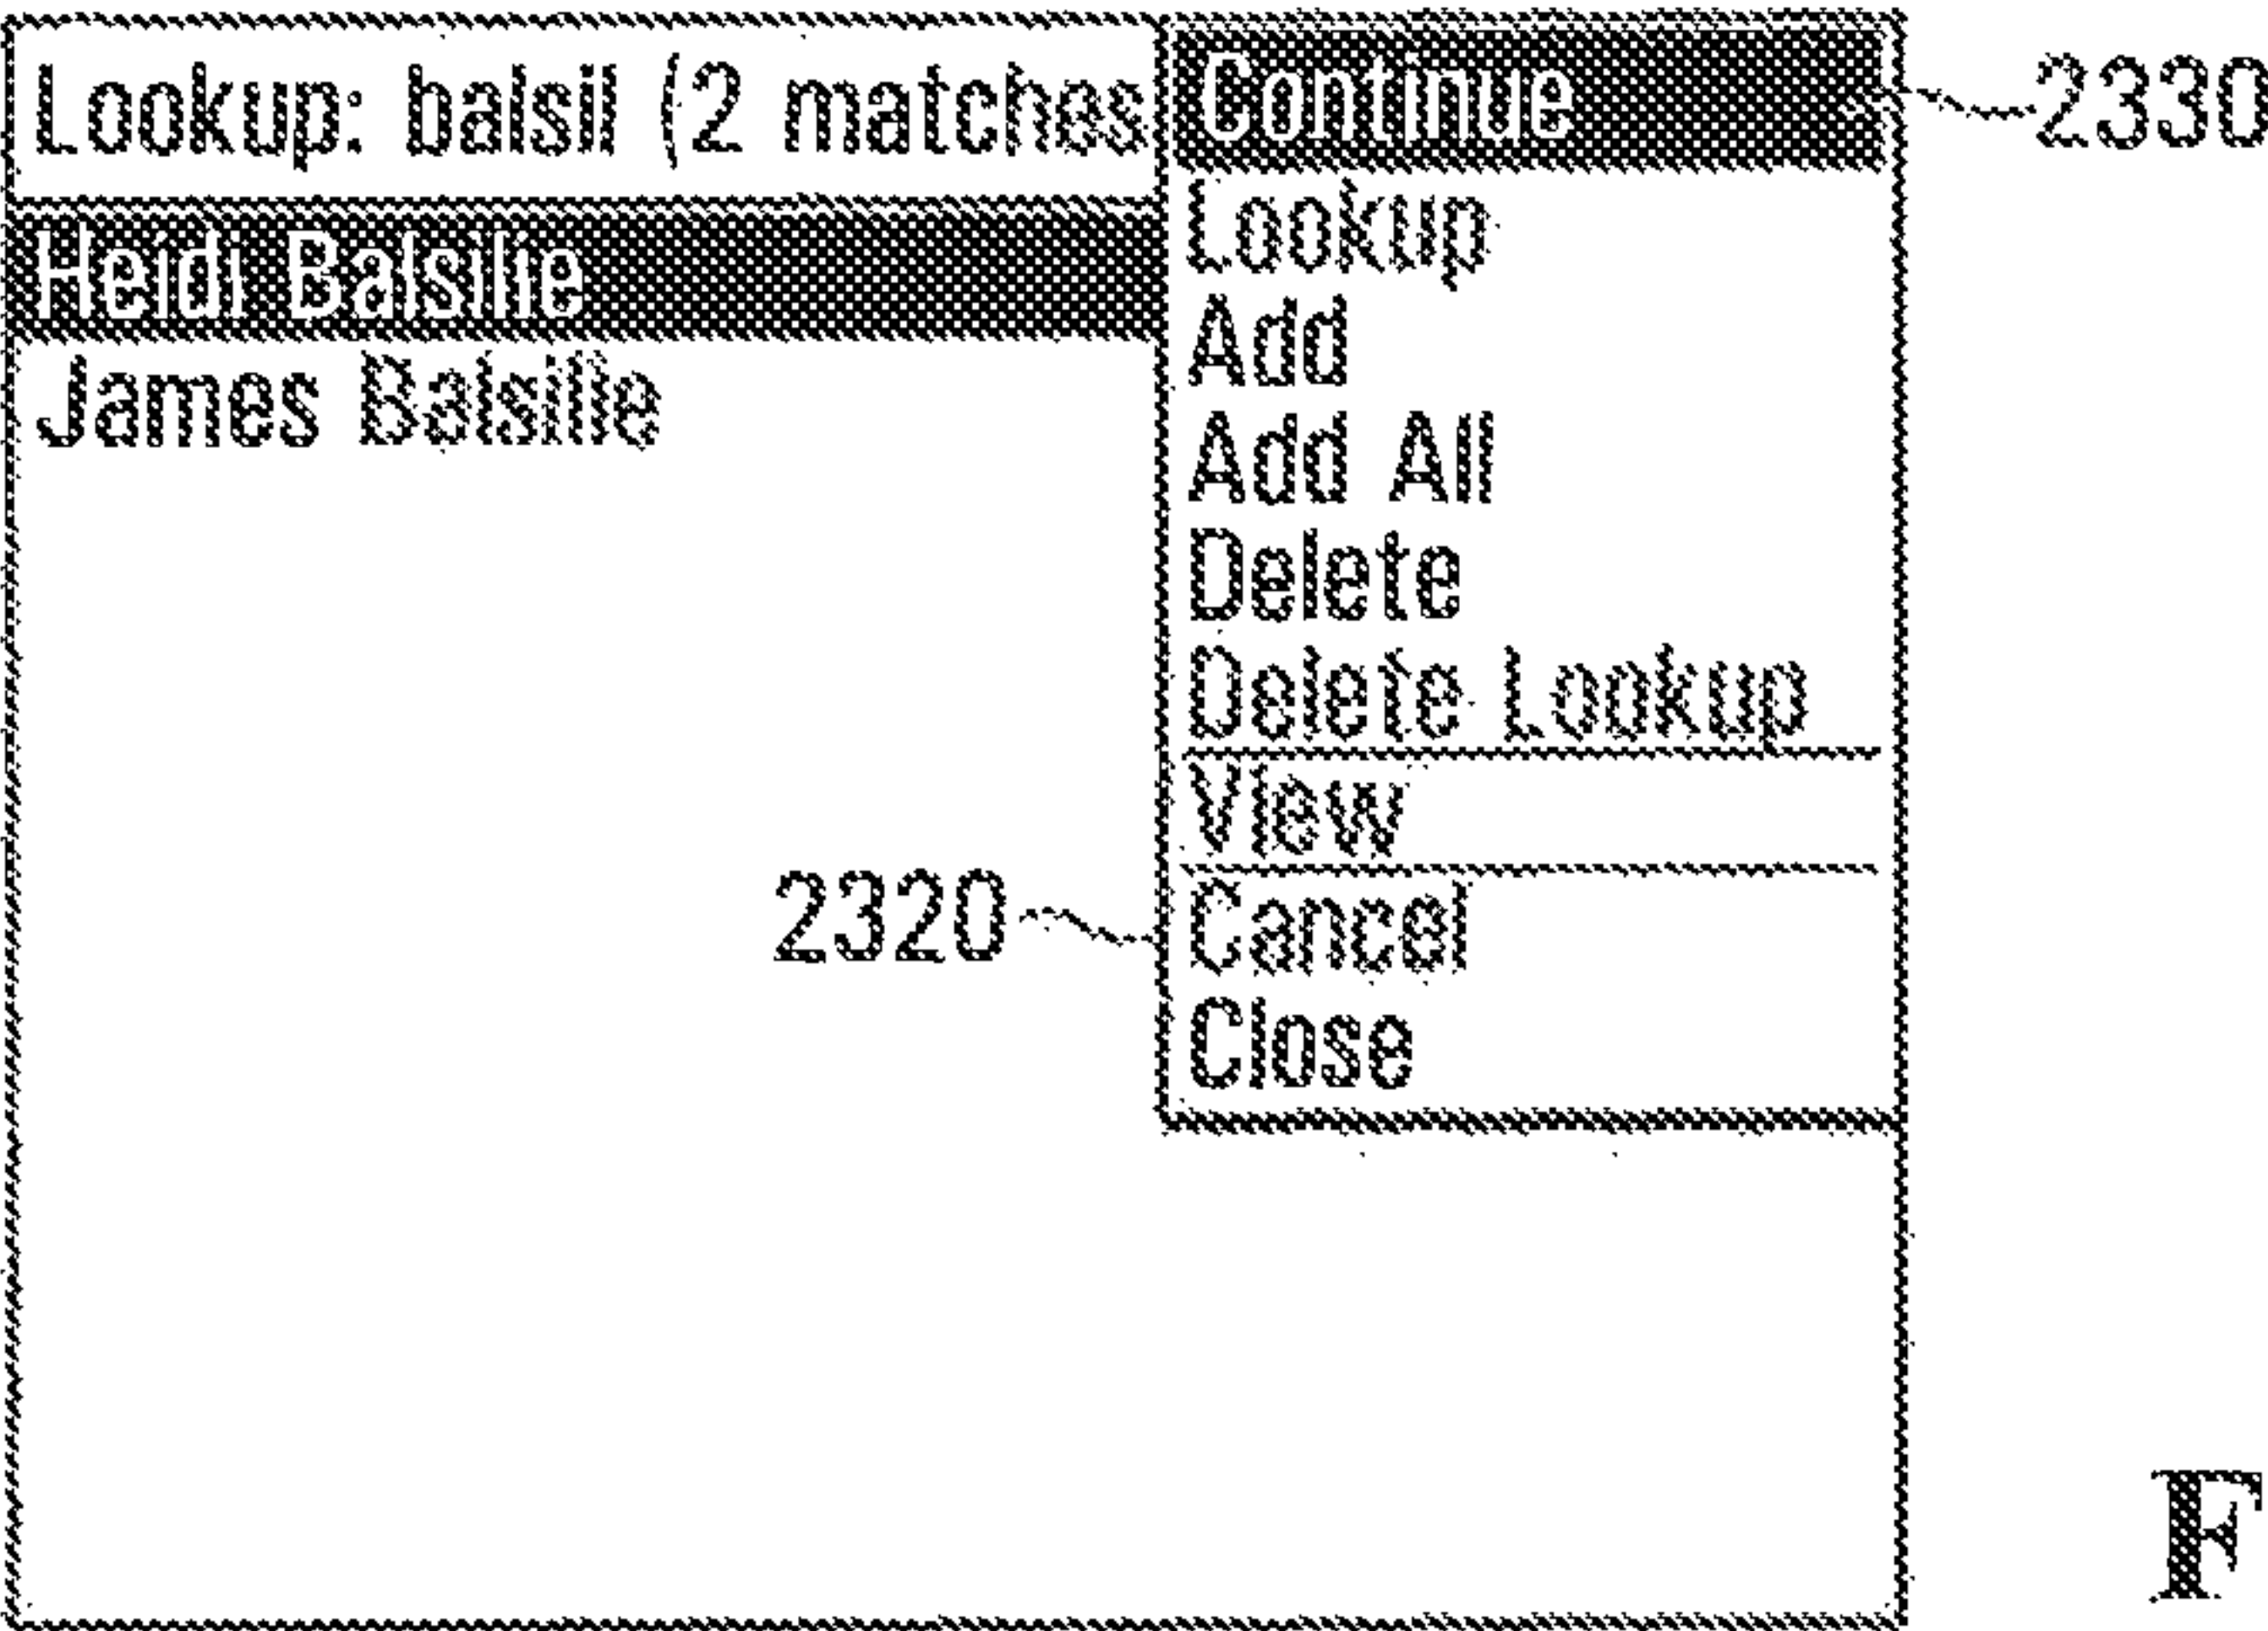 Lookup: balsil (2 matches
Heidi Balsilie
James Balsilie
Continue
Lookup
Add
Add All
Delete
Delete Lookup
View
Cancel
Close
2330
2320
F